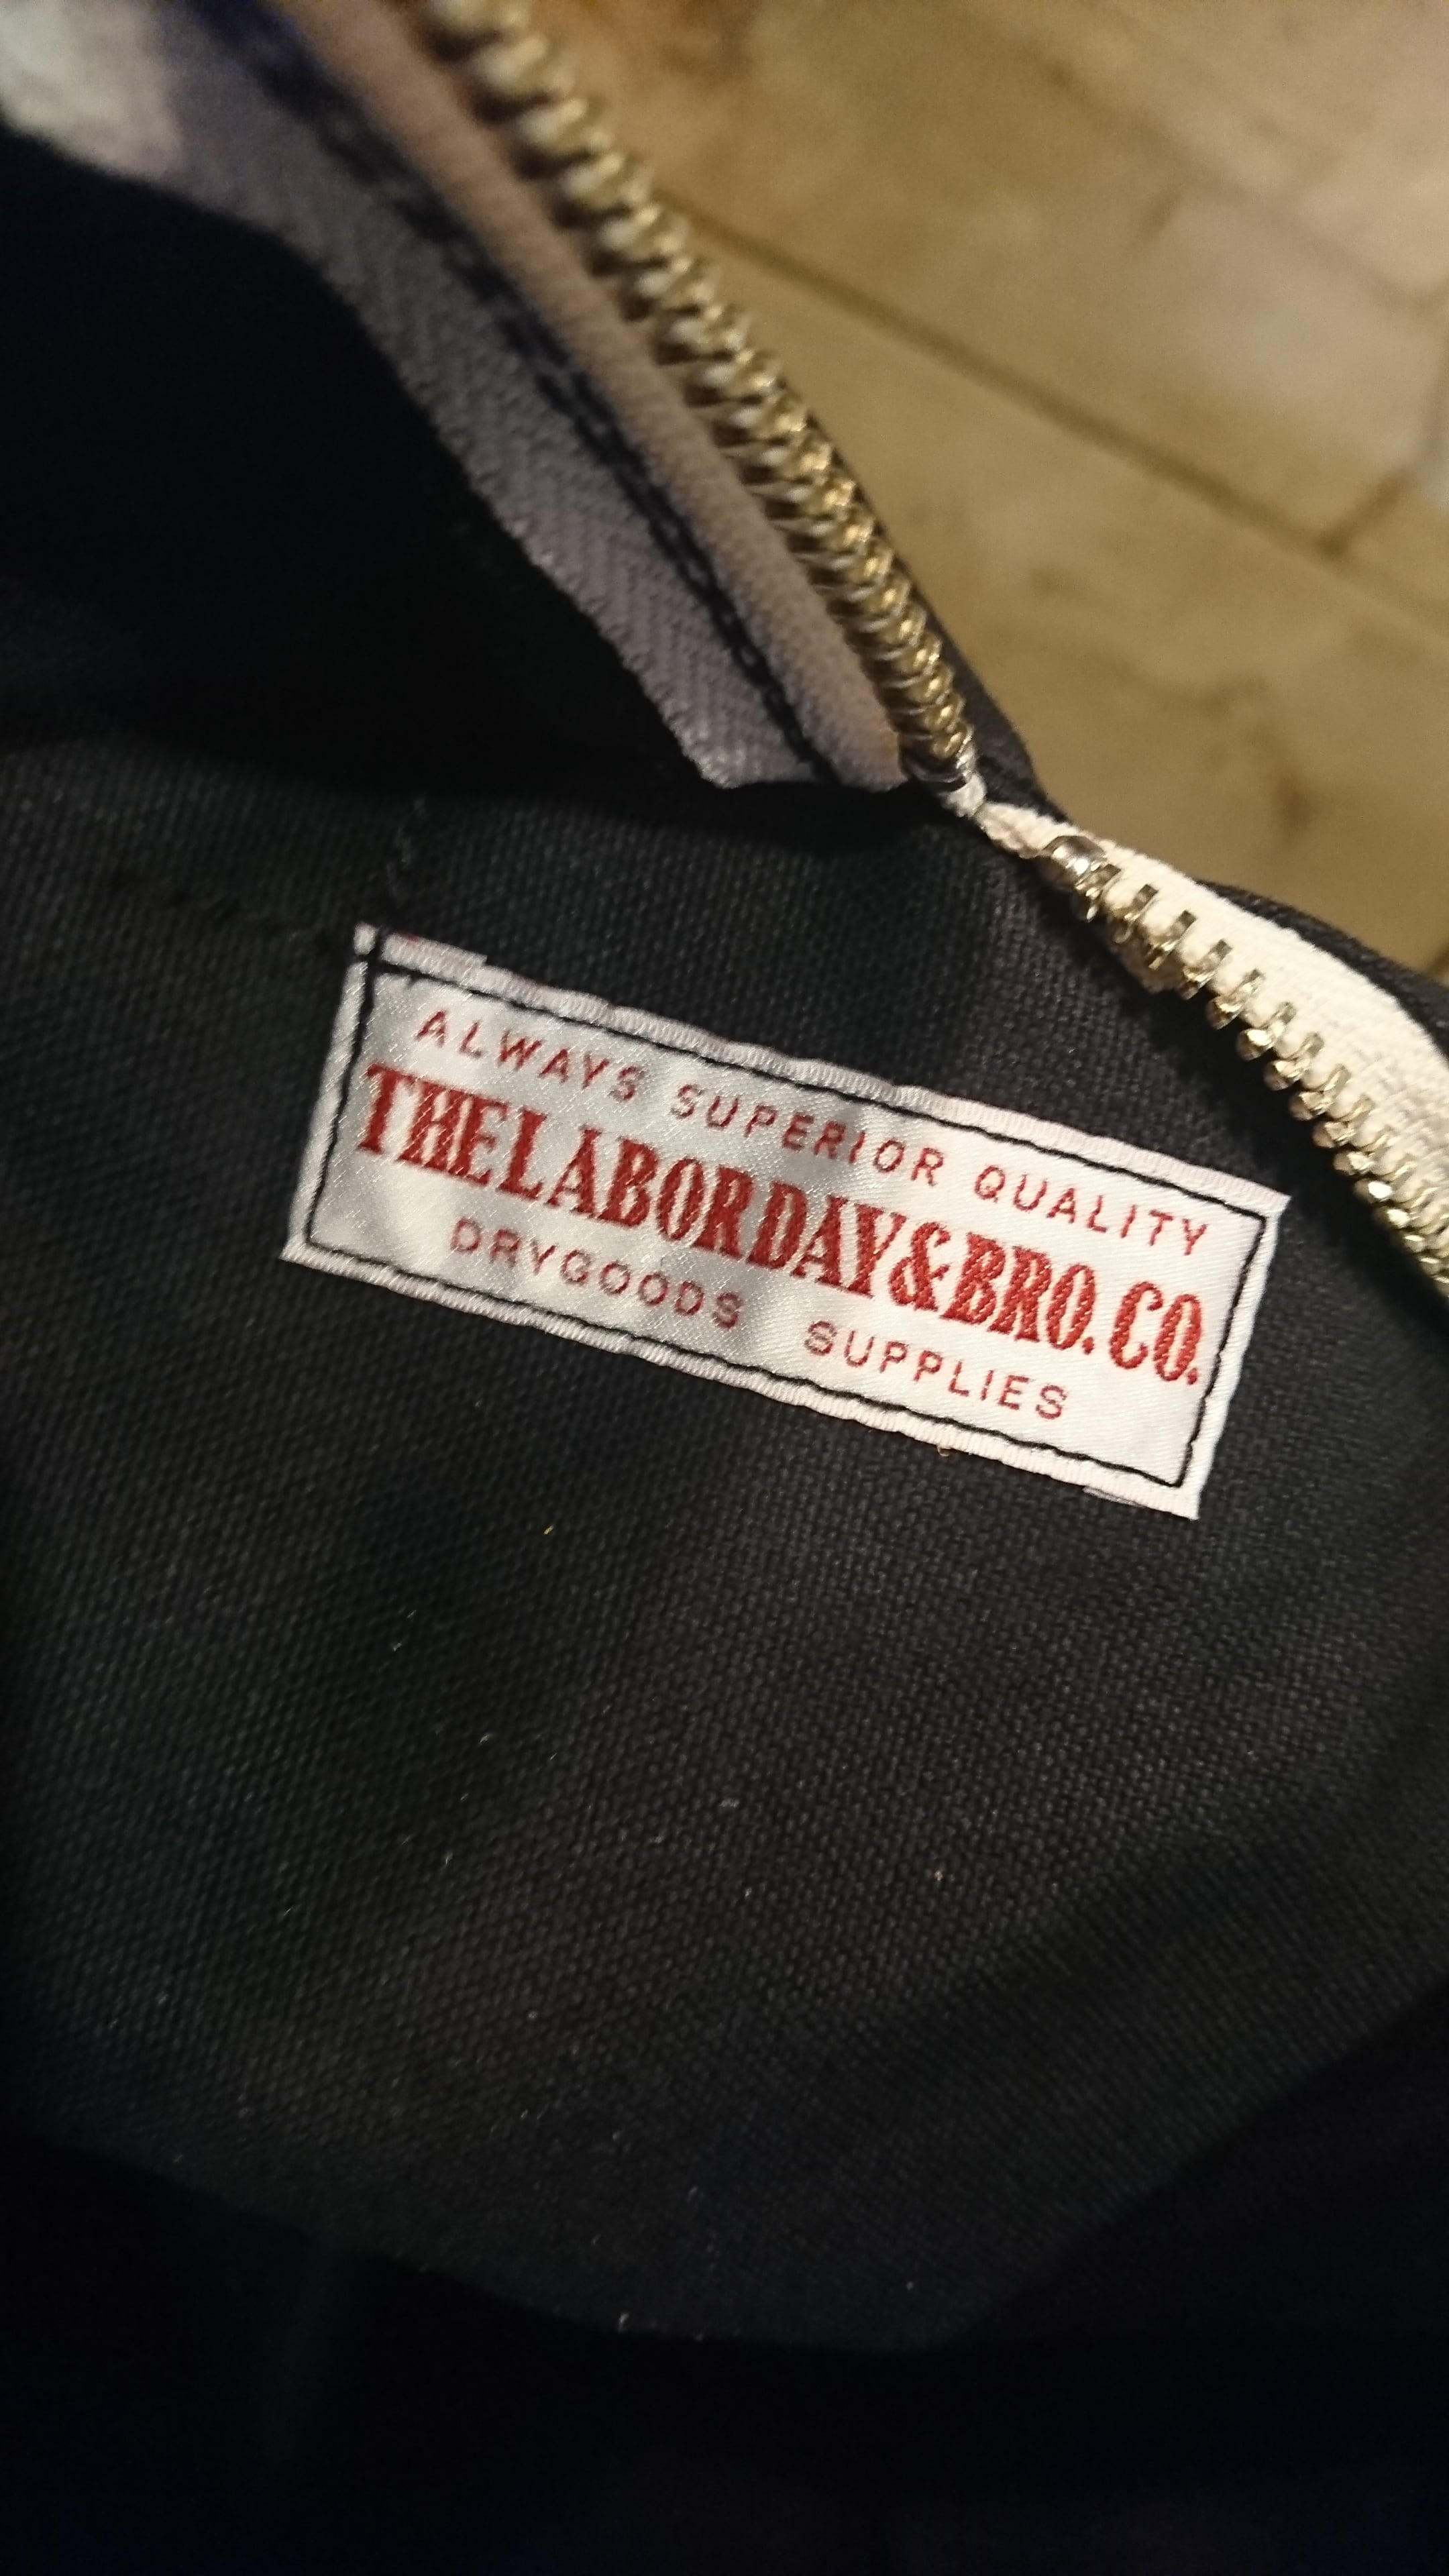 ALWAYS SUPERIOR QUALITY
THE LABOR DAY & BRO. CO.
DRYGOODS SUPPLIES